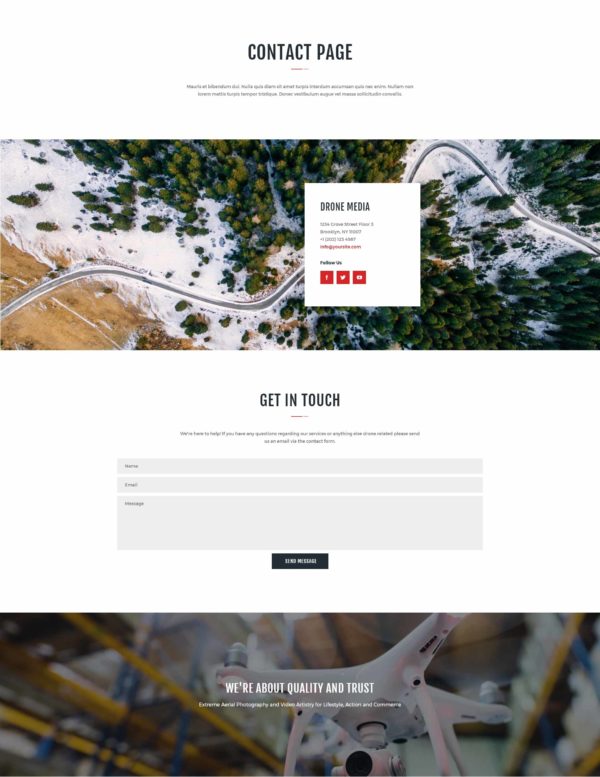 CONTACT PAGE
Mauris et bibendum dui. Nulla quis diam sit amet turpis interdum accumsan quis nec enim. Nullam non
lorem mattis turpis tempor tristique. Donec vestibulum augue vel massa sollicitudin convallis.
DRONE MEDIA
1234 Grove Street Floor 3
Brooklyn, NY 11007
+1 (202) 123 4567
info@yoursite.com
Follow Us
GET IN TOUCH
We're here to help! If you have any questions regarding our services or anything else drone related please send
us an email via the contact form.
Name
Email
Message
SEND MESSAGE
WE'RE ABOUT QUALITY AND TRUST
Extreme Aerial Photography and Video Artistry for Lifestyle, Action and Commerce